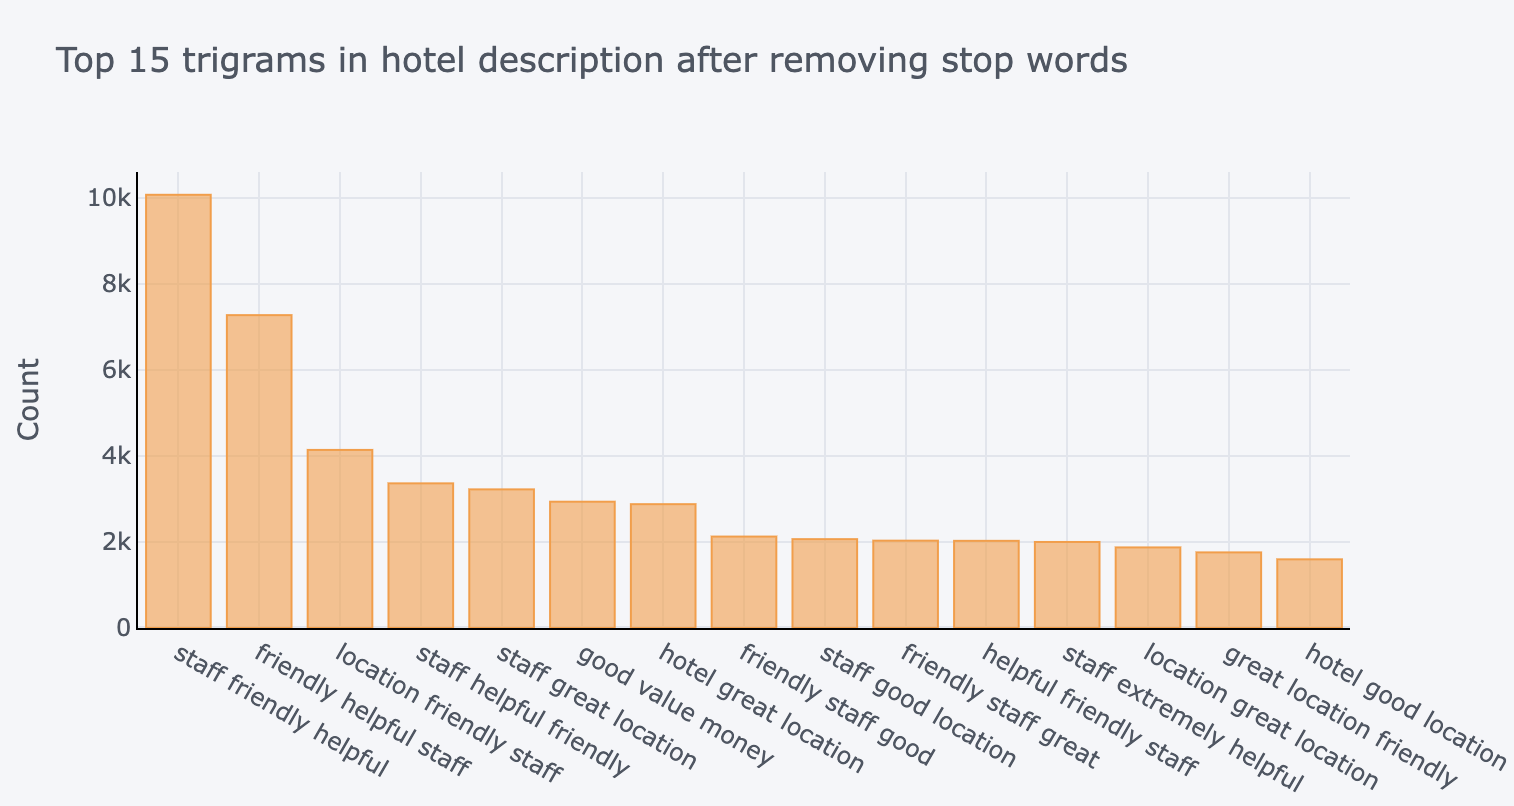 Top 15 trigrams in hotel description after removing stop words
Count
10k
8k
6k
4k
2k
0
staff friendly helpful
friendly helpful staff
location friendly staff
staff helpful friendly
staff great location
good value money
hotel great location
friendly staff good
staff good location
friendly staff great
helpful friendly staff
staff extremely helpful
location great location
great location friendly
hotel good location